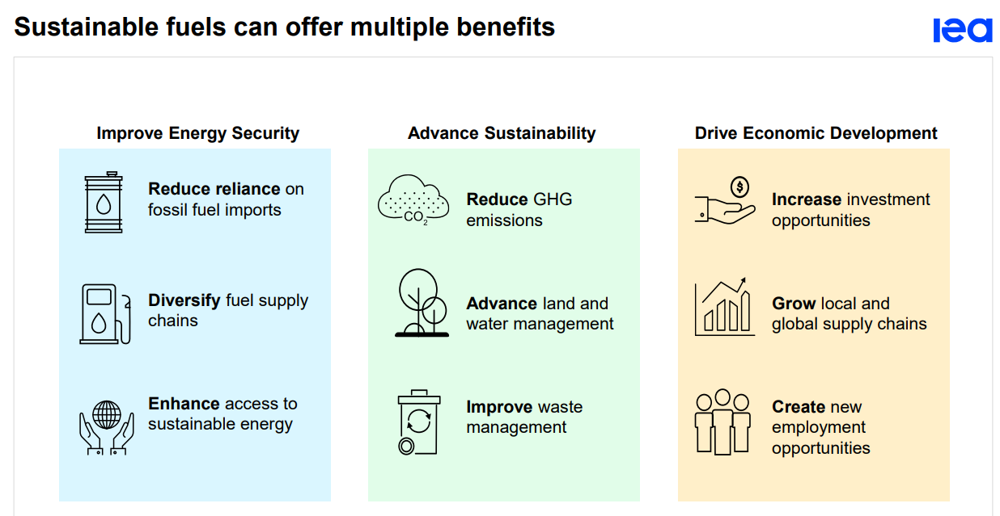 Sustainable fuels can offer multiple benefits
iea
Improve Energy Security
Reduce reliance on
fossil fuel imports
Diversify fuel supply
chains
Enhance access to
sustainable energy
Advance Sustainability
CO2
Reduce GHG
emissions
Advance land and
water management
Improve waste
management
Drive Economic Development
$
Increase investment
opportunities
Grow local and
global supply chains
Create new
employment
opportunities